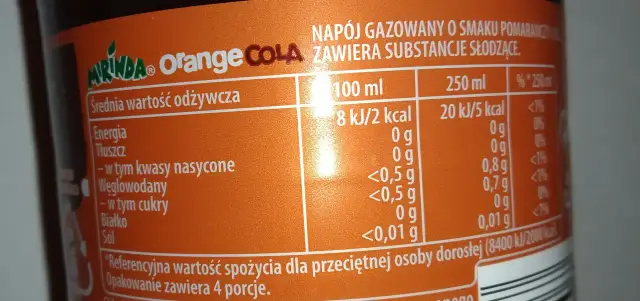 NAPÓJ GAZOWANY O SMAKU
MIRINDA® Orange COLA ZAWIERA SUBSTANCJE SŁODZĄCE.
Średnia wartość odżywcza 100 ml 250 ml %* 250 ml
Energia 8 kJ/2 kcal 20 kJ/5 kcal <1%
Tłuszcz 0 g 0 g 0%
– w tym kwasy nasycone 0 g 0 g 0%
Węglowodany <0,5 g 0,8 g <1%
– w tym cukry <0,5 g 0,7 g <1%
Białko 0 g 0 g 0%
Sól <0,01 g 0,01 g <1%
*Referencyjna wartość spożycia dla przeciętnej osoby dorosłej (8400 kJ/2000 kcal)
Opakowanie zawiera 4 porcje.